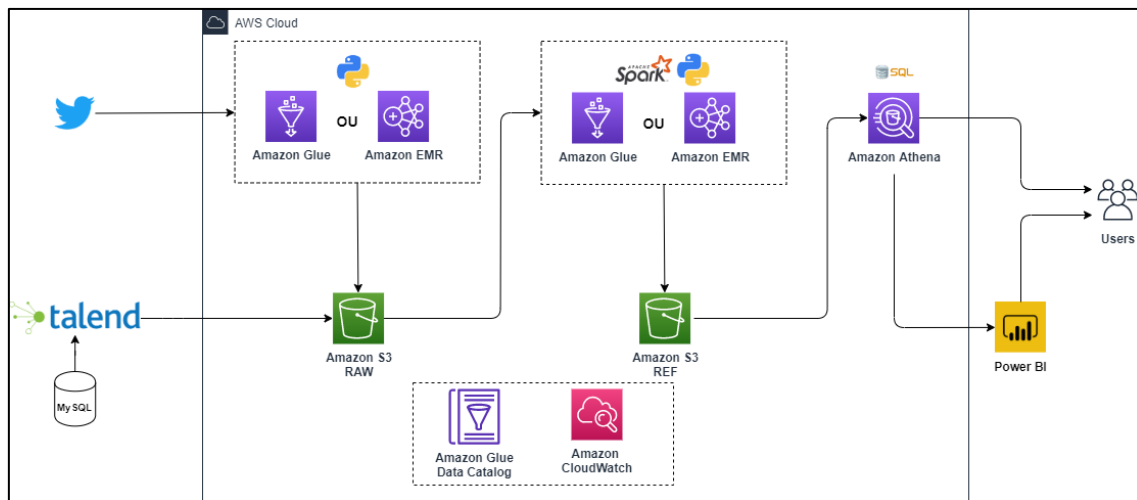 AWS Cloud
APACHE
Spark
SQL
OU
OU
Amazon Glue
Amazon EMR
Amazon Glue
Amazon EMR
Amazon Athena
Users
talend
Amazon S3
RAW
Amazon S3
REF
Power BI
My SQL
Amazon Glue
Data Catalog
Amazon
CloudWatch